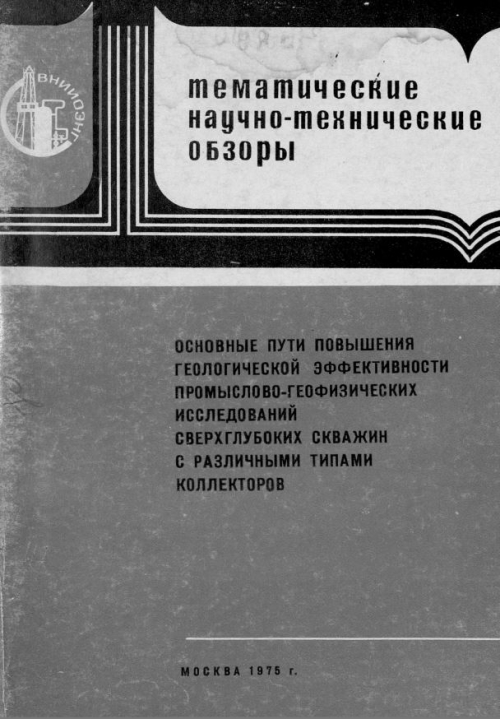 ВНИИОЭНГ
тематические
научно-технические
обзоры
ОСНОВНЫЕ ПУТИ ПОВЫШЕНИЯ
ГЕОЛОГИЧЕСКОЙ ЭФФЕКТИВНОСТИ
ПРОМЫСЛОВО-ГЕОФИЗИЧЕСКИХ
ИССЛЕДОВАНИЙ
СВЕРХГЛУБОКИХ СКВАЖИН
С РАЗЛИЧНЫМИ ТИПАМИ
КОЛЛЕКТОРОВ
МОСКВА 1975 г.